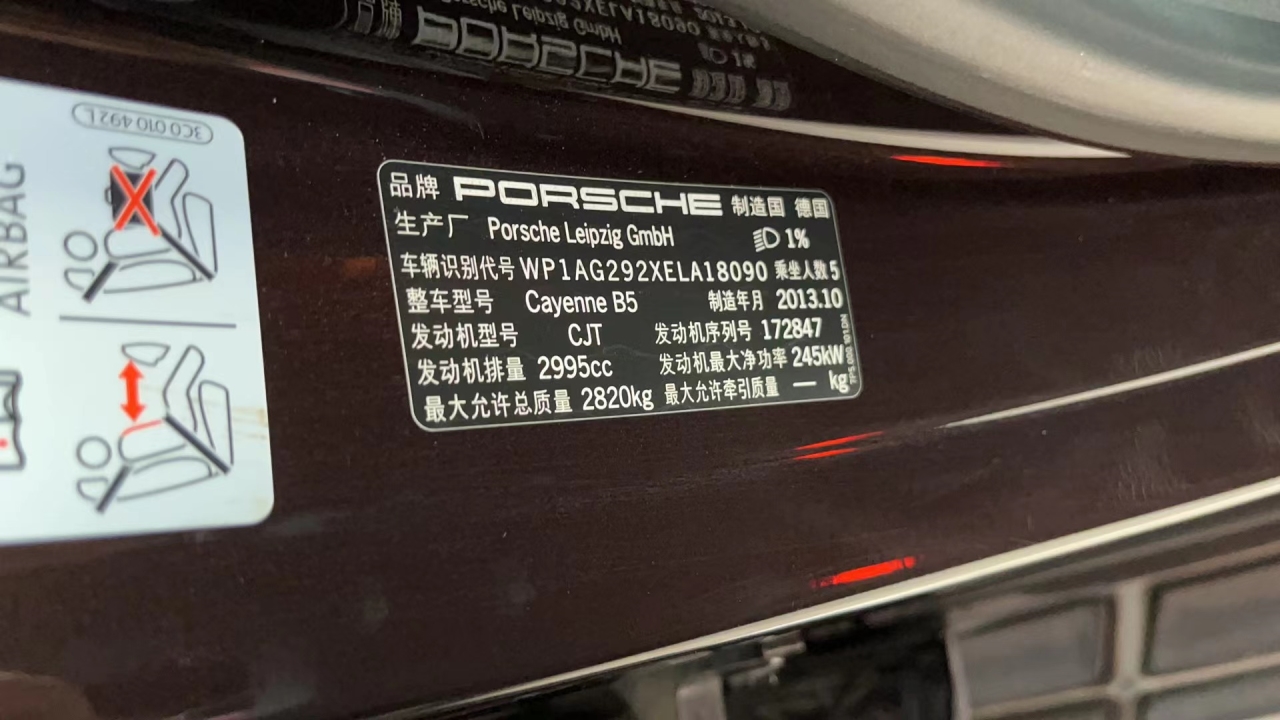 品牌 PORSCHE 制造国 德国
生产厂 Porsche Leipzig GmbH 1%
车辆识别代号 WP1AG292XELA18090 乘坐人数 5
整车型号 Cayenne B5 制造年月 2013.10
发动机型号 CJT 发动机序列号 172847
发动机排量 2995cc 发动机最大净功率 245kW
最大允许总质量 2820kg 最大允许牵引质量 — kg
3C0 010 492 L
AIRBAG